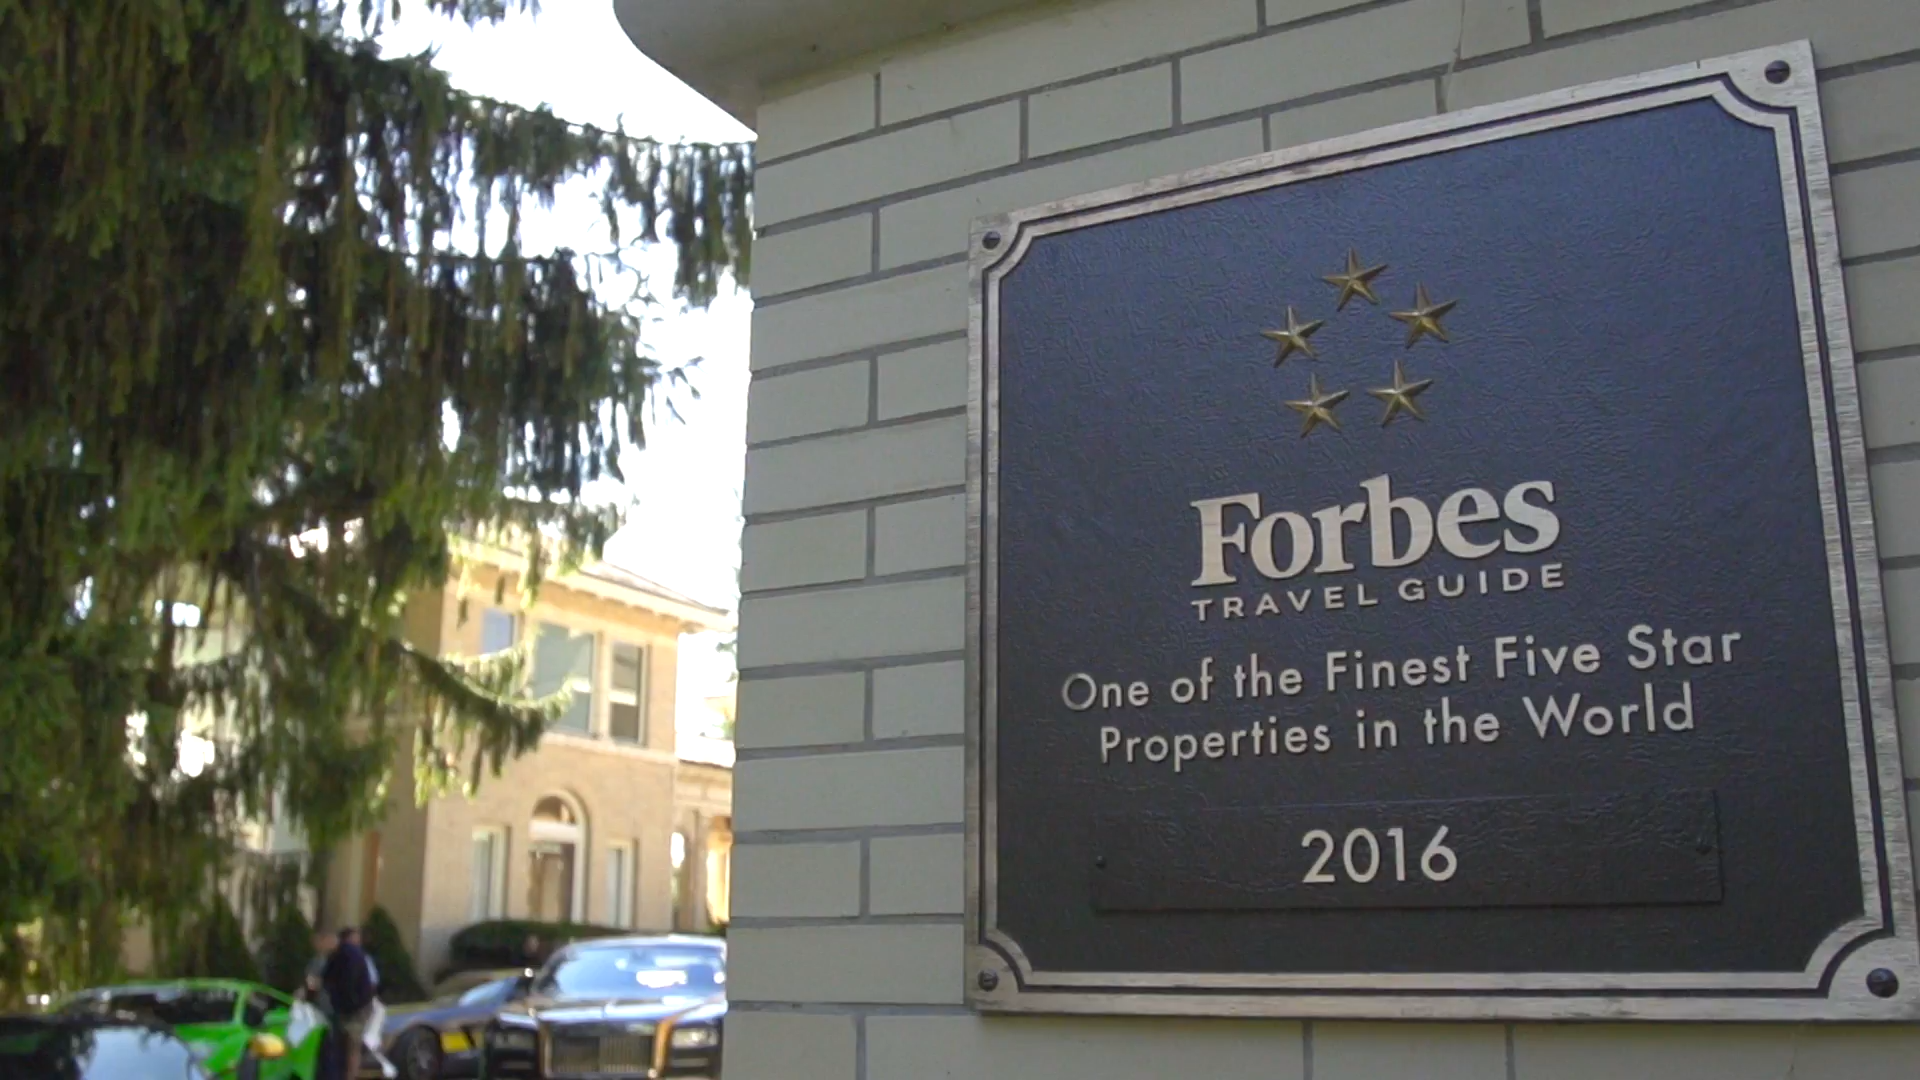 Forbes
TRAVEL GUIDE
One of the Finest Five Star
Properties in the World
2016